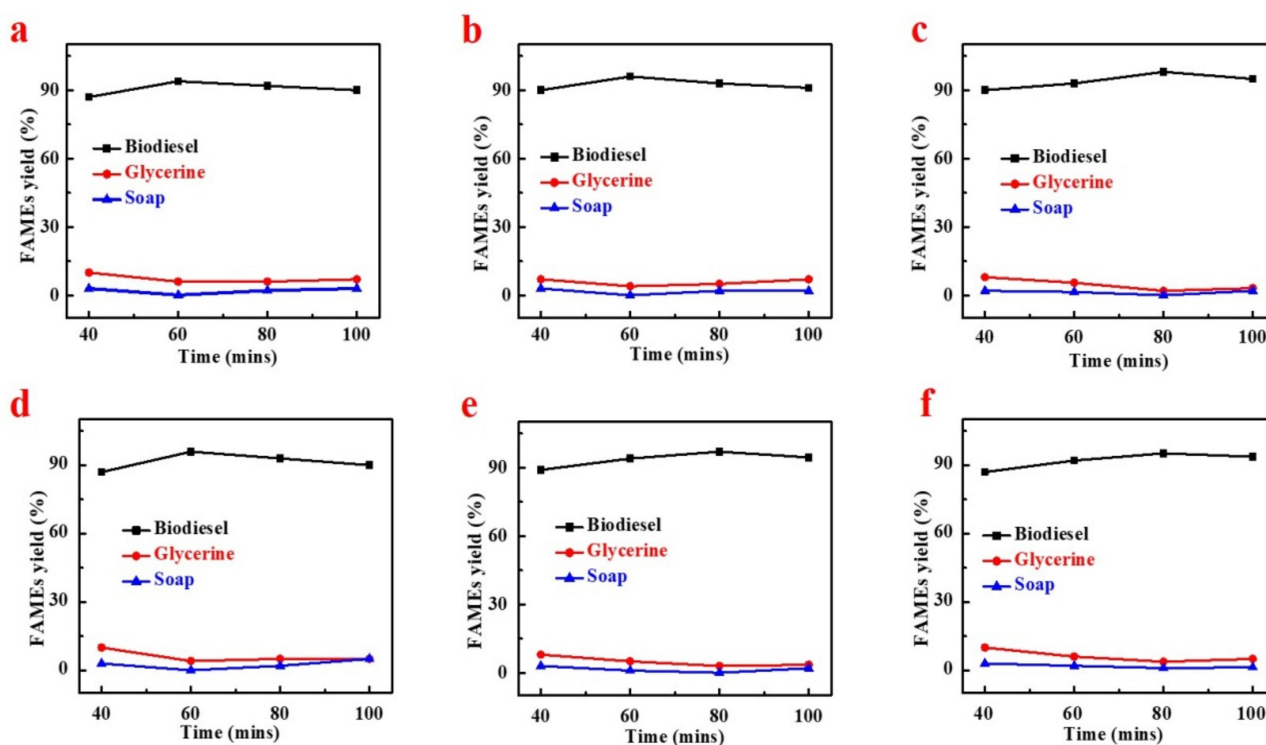 a
FAMEs yield (%)
90
60
30
0
Biodiesel
Glycerine
Soap
40 60 80 100
Time (mins)
b
FAMEs yield (%)
90
60
30
0
Biodiesel
Glycerine
Soap
40 60 80 100
Time (mins)
c
FAMEs yield (%)
90
60
30
0
Biodiesel
Glycerine
Soap
40 60 80 100
Time (mins)
d
FAMEs yield (%)
90
60
30
0
Biodiesel
Glycerine
Soap
40 60 80 100
Time (mins)
e
FAMEs yield (%)
90
60
30
0
Biodiesel
Glycerine
Soap
40 60 80 100
Time (mins)
f
FAMEs yield (%)
90
60
30
0
Biodiesel
Glycerine
Soap
40 60 80 100
Time (mins)